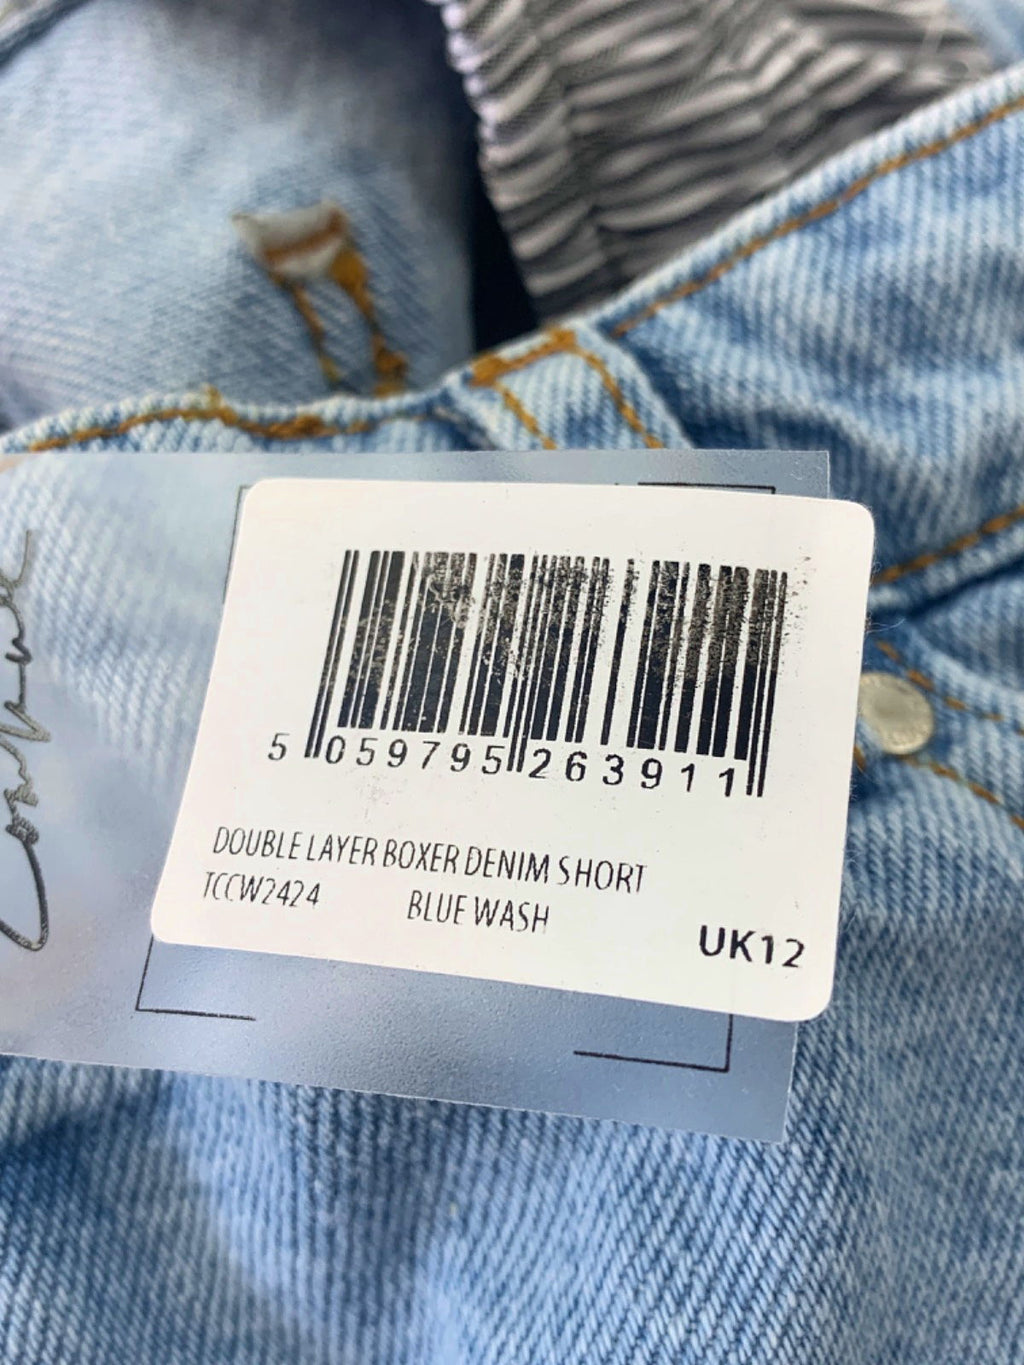 5 059795 263911
DOUBLE LAYER BOXER DENIM SHORT
TCCW2424 BLUE WASH
UK12